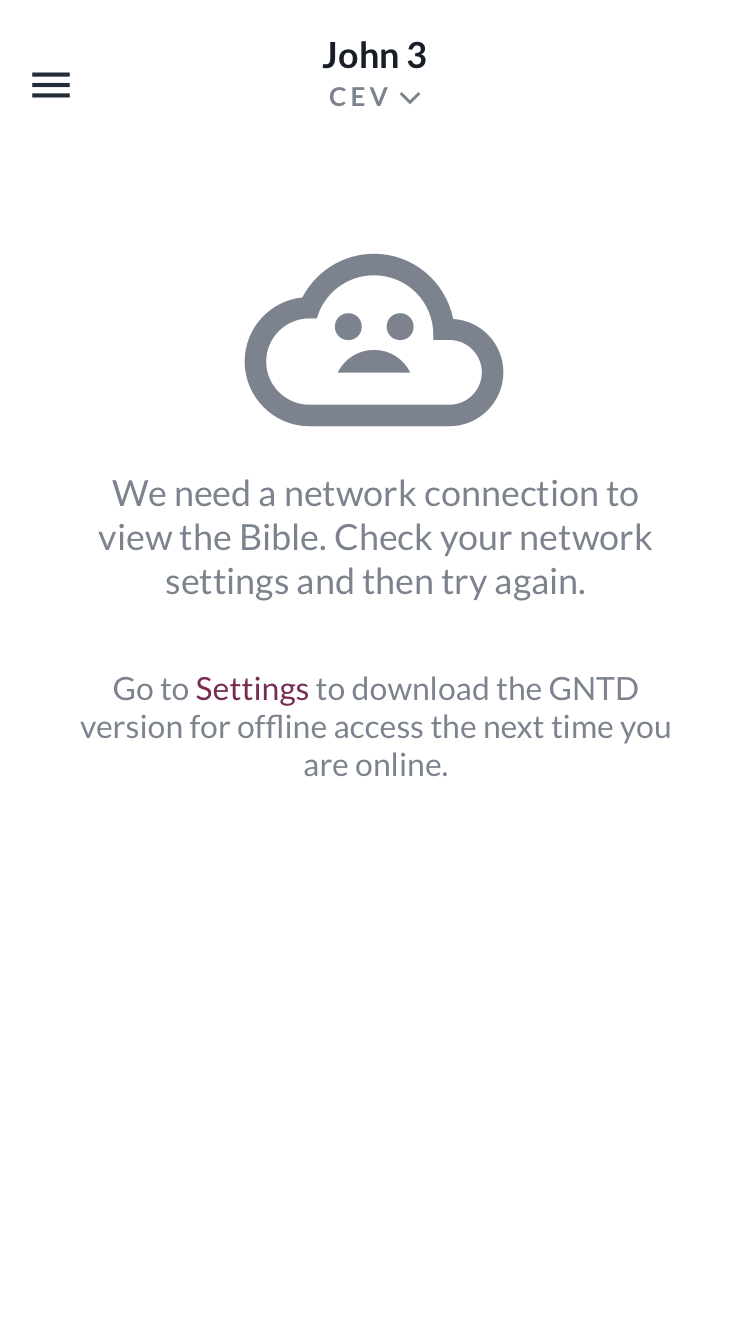 John 3
CEV
We need a network connection to
view the Bible. Check your network
settings and then try again.
Go to Settings to download the GNTD
version for offline access the next time you
are online.